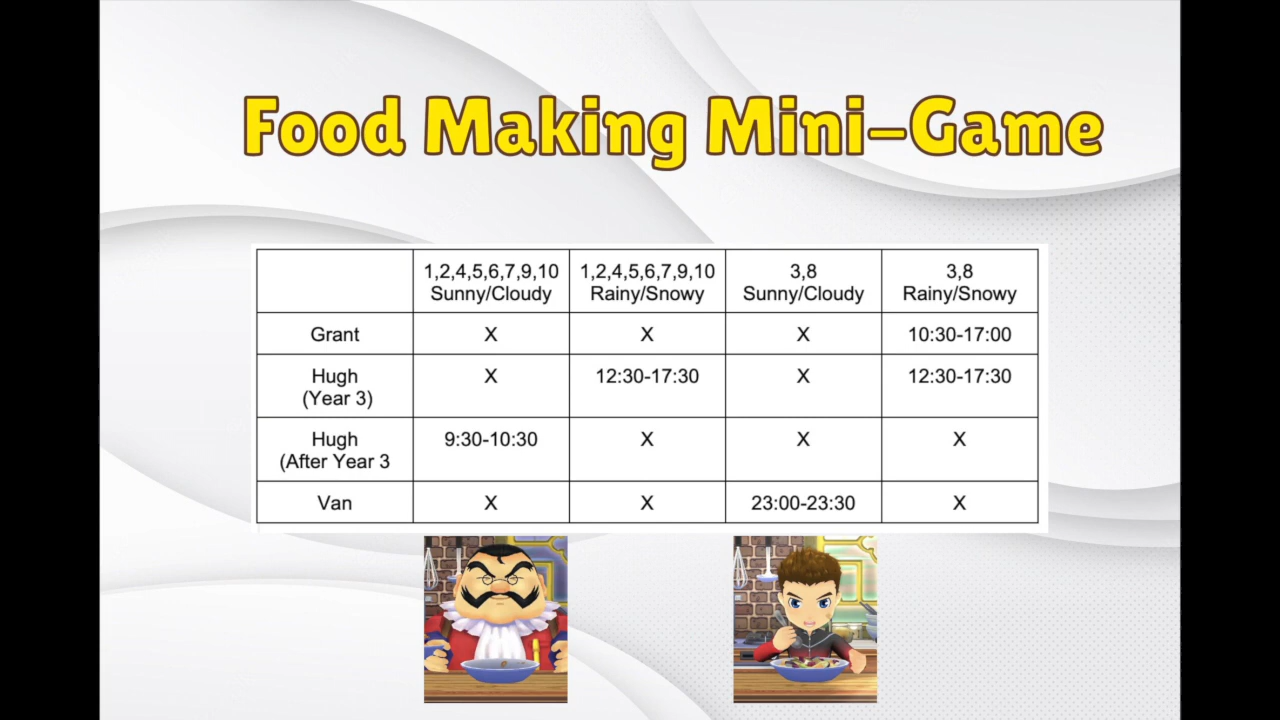 Food Making Mini-Game
1,2,4,5,6,7,9,10 1,2,4,5,6,7,9,10 3,8 3,8
Sunny/Cloudy Rainy/Snowy Sunny/Cloudy Rainy/Snowy
Grant X X X 10:30-17:00
Hugh X 12:30-17:30 X 12:30-17:30
(Year 3)
Hugh 9:30-10:30 X X X
(After Year 3
Van X X 23:00-23:30 X